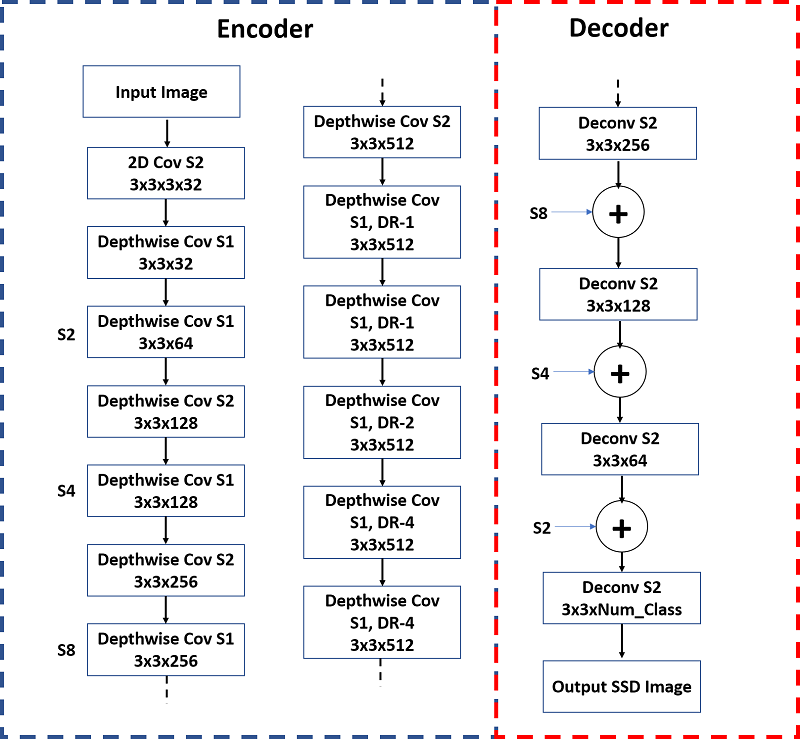 Encoder
Input Image
2D Cov S2
3x3x3x32
Depthwise Cov S1
3x3x32
S2
Depthwise Cov S1
3x3x64
Depthwise Cov S2
3x3x128
S4
Depthwise Cov S1
3x3x128
Depthwise Cov S2
3x3x256
S8
Depthwise Cov S1
3x3x256
Depthwise Cov S2
3x3x512
Depthwise Cov
S1, DR-1
3x3x512
Depthwise Cov
S1, DR-1
3x3x512
Depthwise Cov
S1, DR-2
3x3x512
Depthwise Cov
S1, DR-4
3x3x512
Depthwise Cov
S1, DR-4
3x3x512
Decoder
Deconv S2
3x3x256
S8
+
Deconv S2
3x3x128
S4
+
Deconv S2
3x3x64
S2
+
Deconv S2
3x3xNum_Class
Output SSD Image